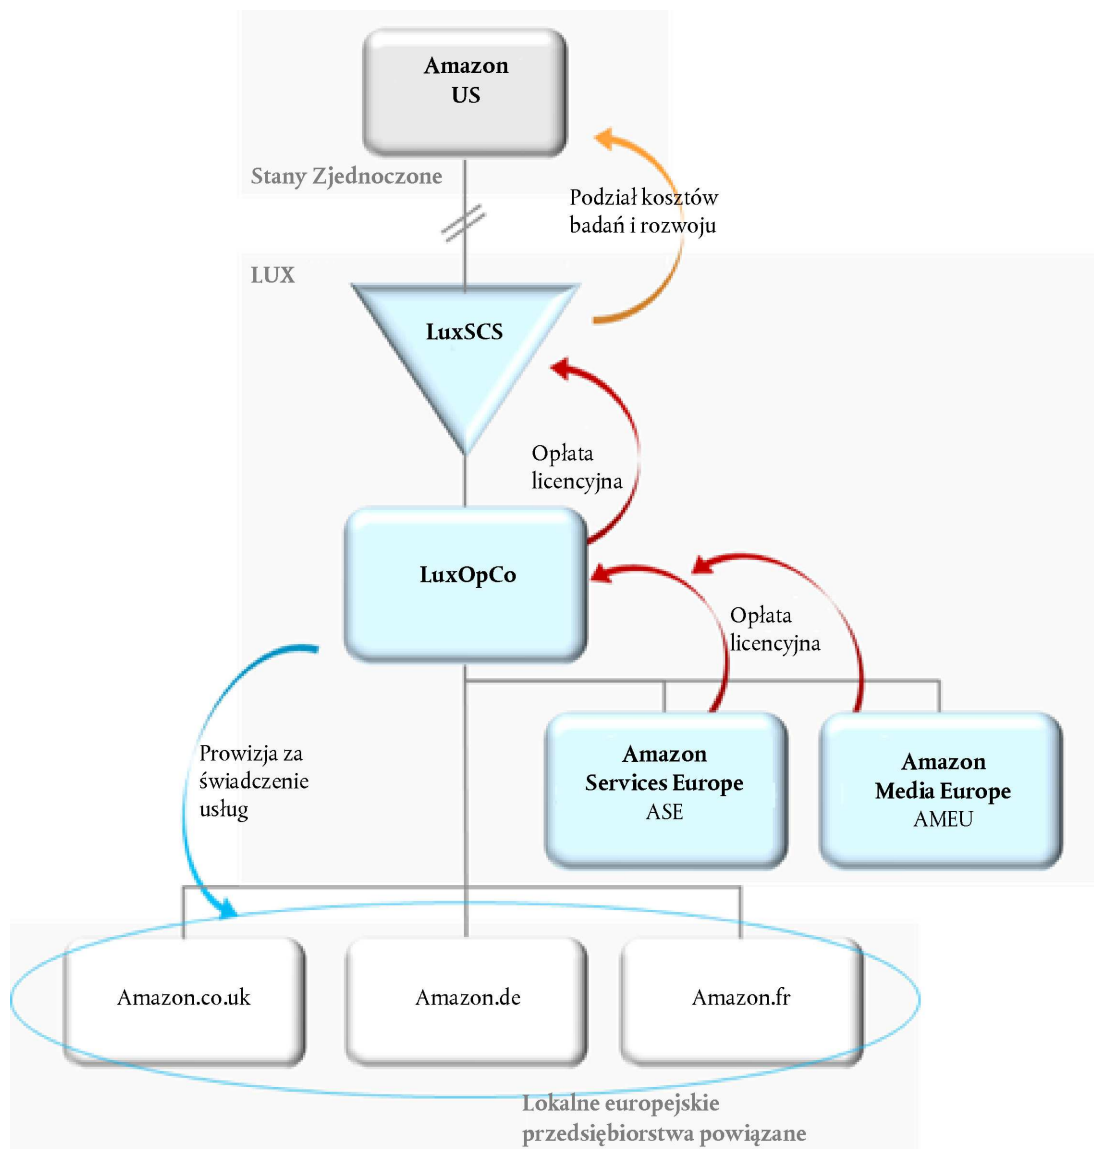 Amazon
US
Stany Zjednoczone
Podział kosztów
badań i rozwoju
LUX
LuxSCS
Opłata
licencyjna
LuxOpCo
Opłata
licencyjna
Prowizja za
świadczenie
usług
Amazon
Services Europe
ASE
Amazon
Media Europe
AMEU
Amazon.co.uk
Amazon.de
Amazon.fr
Lokalne europejskie
przedsiębiorstwa powiązane